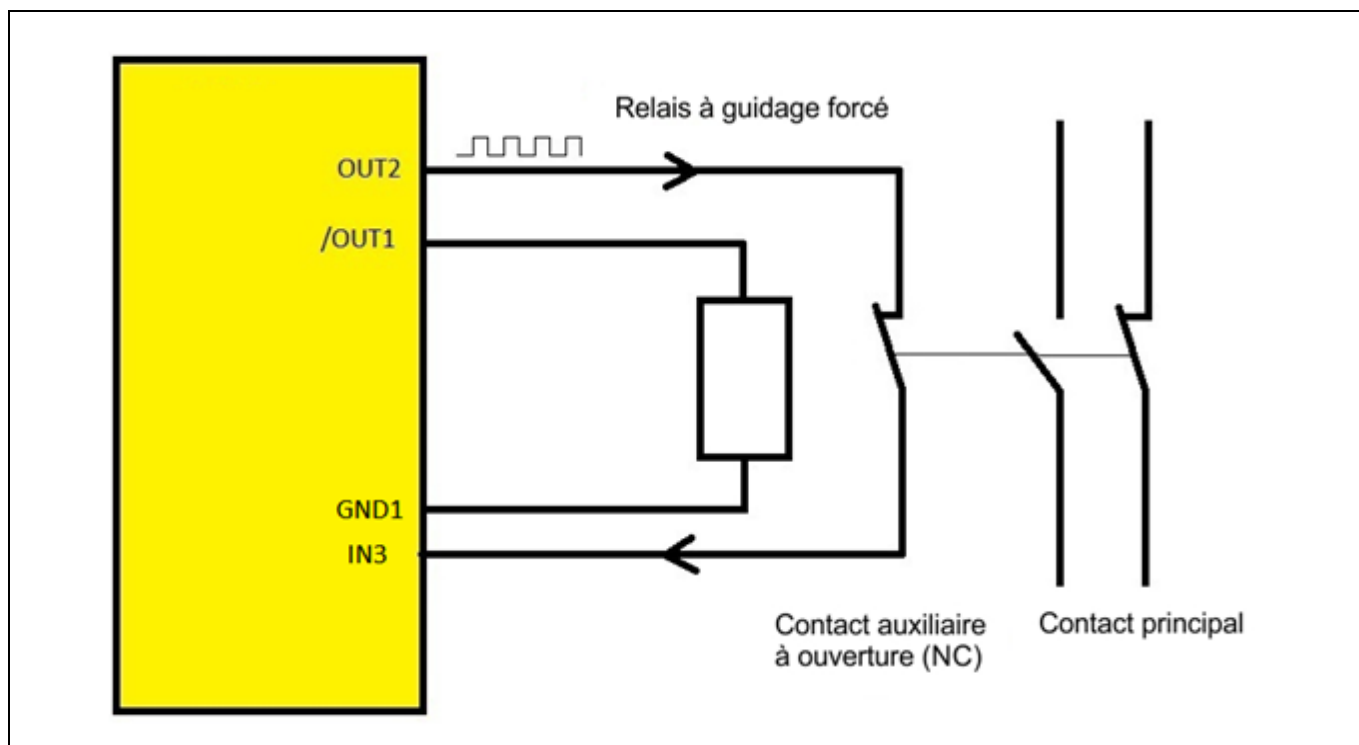 Relais à guidage forcé
OUT2
/OUT1
GND1
IN3
Contact auxiliaire
à ouverture (NC)
Contact principal